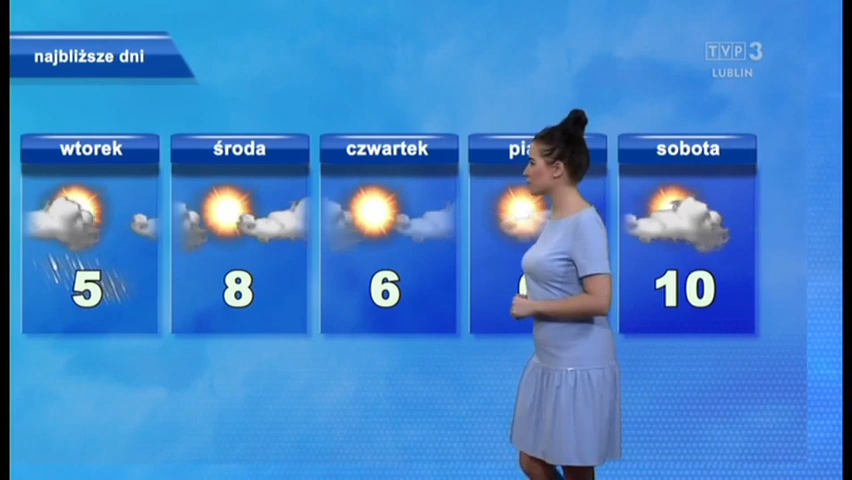 najbliższe dni
TVP3
LUBLIN
wtorek
środa
czwartek
sobota
5
8
6
10